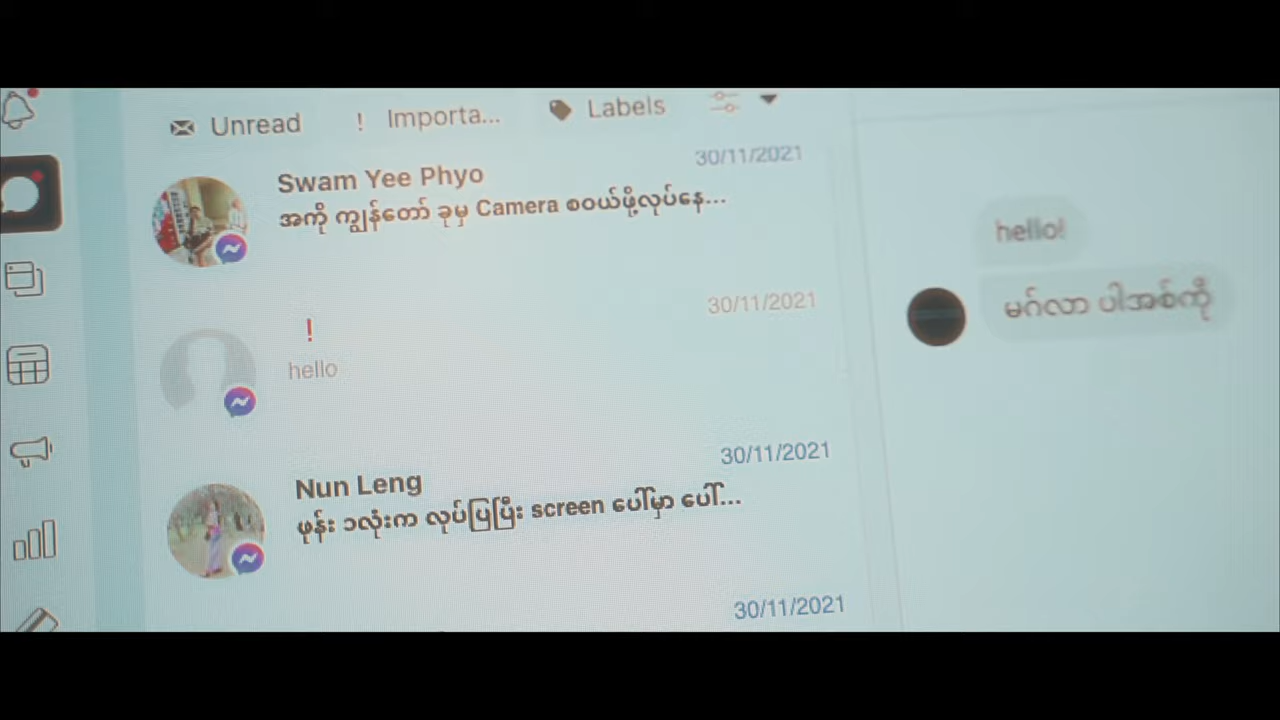 Unread ! Importa... Labels
30/11/2021
Swam Yee Phyo
အကို ကျွန်တော် ခုမှ Camera စဝယ်ဖို့လုပ်နေ...
30/11/2021
!
hello
30/11/2021
Nun Leng
ဖုန်း ၁လုံးက လုပ်ပြပြီး screen ပေါ်မှာ ပေါ်...
30/11/2021
hello!
မင်္ဂလာ ပါအစ်ကို